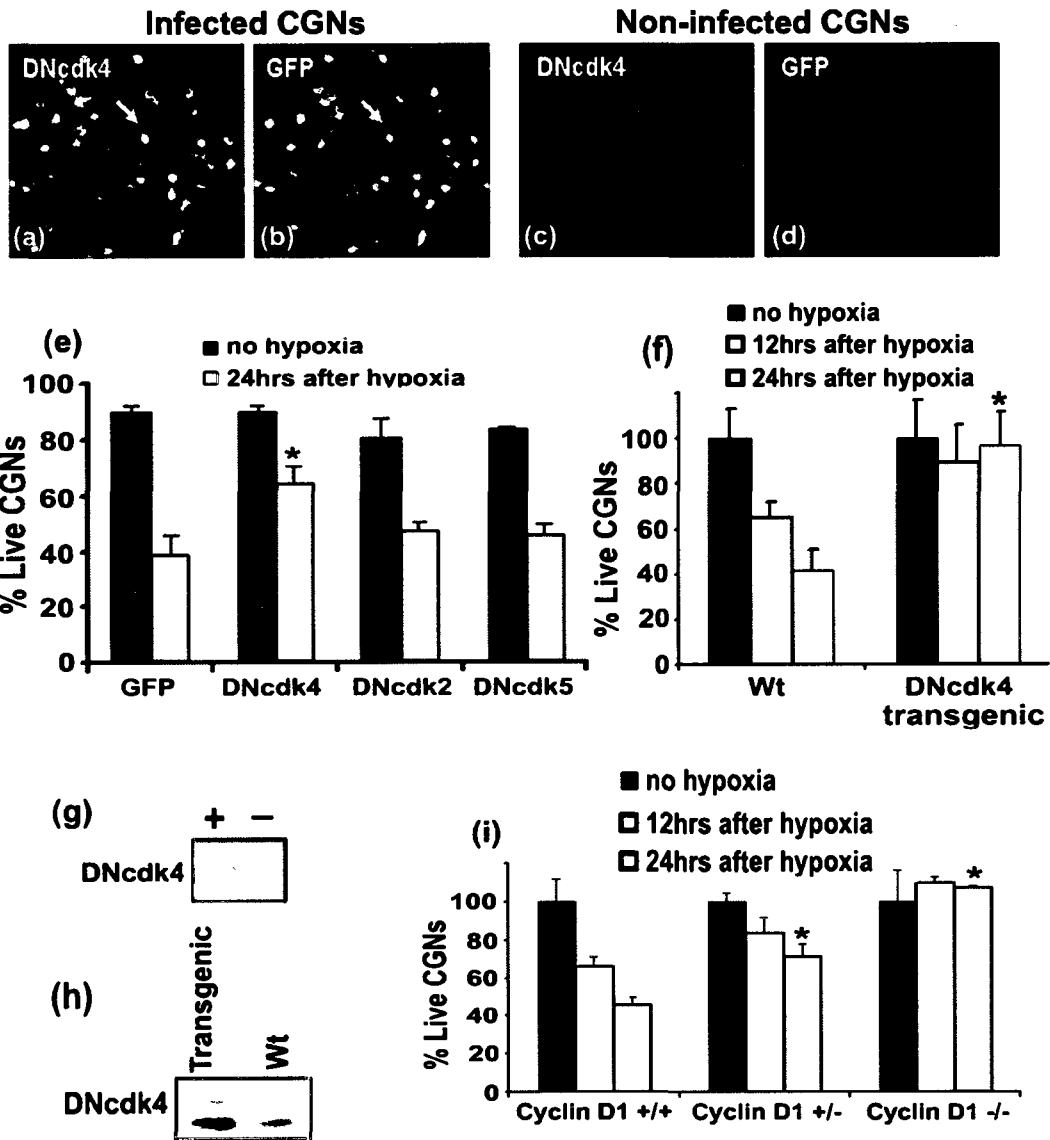 Infected CGNs
Non-infected CGNs
DNcdk4
GFP
DNcdk4
GFP
(a)
(b)
(c)
(d)
(e)
no hypoxia
24hrs after hypoxia
% Live CGNs
100
80
60
40
20
0
*
GFP
DNcdk4
DNcdk2
DNcdk5
(f)
no hypoxia
12hrs after hypoxia
24hrs after hypoxia
% Live CGNs
100
80
60
40
20
0
*
Wt
DNcdk4
transgenic
(g)
+
−
DNcdk4
(h)
Transgenic
Wt
DNcdk4
(i)
no hypoxia
12hrs after hypoxia
24hrs after hypoxia
% Live CGNs
100
80
60
40
20
0
*
*
Cyclin D1 +/+
Cyclin D1 +/-
Cyclin D1 -/-